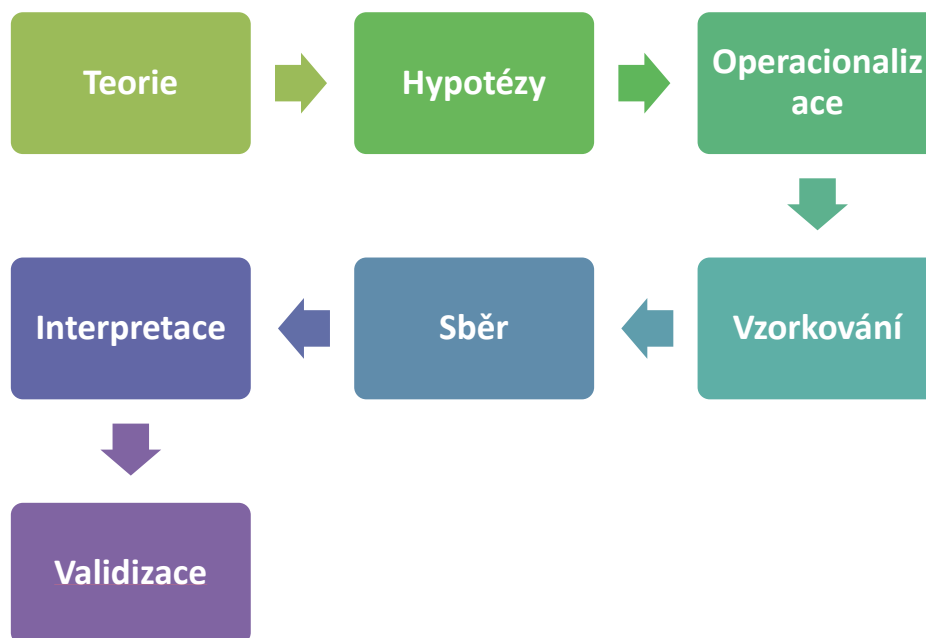 Teorie
Hypotézy
Operacionaliz
ace
Vzorkování
Sběr
Interpretace
Validizace